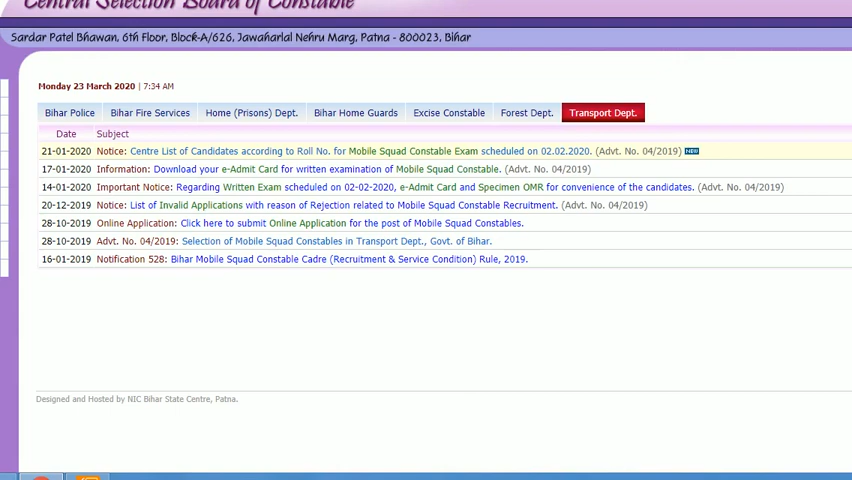 Central Selection Board of Constable
Sardar Patel Bhawan, 6th Floor, Block-A/626, Jawaharlal Nehru Marg, Patna - 800023, Bihar
Monday 23 March 2020 | 7:34 AM
Bihar Police Bihar Fire Services Home (Prisons) Dept. Bihar Home Guards Excise Constable Forest Dept. Transport Dept.
Date Subject
21-01-2020 Notice: Centre List of Candidates according to Roll No. for Mobile Squad Constable Exam scheduled on 02.02.2020. (Advt. No. 04/2019) NEW
17-01-2020 Information: Download your e-Admit Card for written examination of Mobile Squad Constable. (Advt. No. 04/2019)
14-01-2020 Important Notice: Regarding Written Exam scheduled on 02-02-2020, e-Admit Card and Specimen OMR for convenience of the candidates. (Advt. No. 04/2019)
20-12-2019 Notice: List of Invalid Applications with reason of Rejection related to Mobile Squad Constable Recruitment. (Advt. No. 04/2019)
28-10-2019 Online Application: Click here to submit Online Application for the post of Mobile Squad Constables.
28-10-2019 Advt. No. 04/2019: Selection of Mobile Squad Constables in Transport Dept., Govt. of Bihar.
16-01-2019 Notification 528: Bihar Mobile Squad Constable Cadre (Recruitment & Service Condition) Rule, 2019.
Designed and Hosted by NIC Bihar State Centre, Patna.